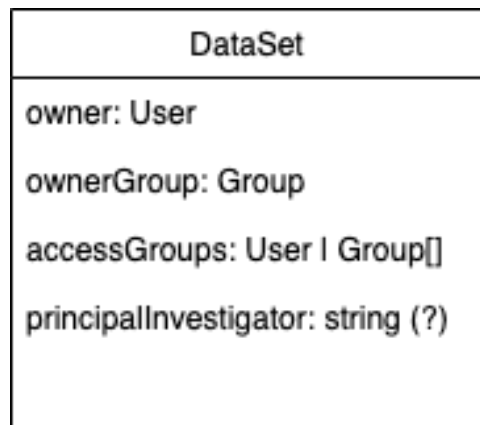 DataSet
owner: User
ownerGroup: Group
accessGroups: User | Group[]
principalInvestigator: string (?)